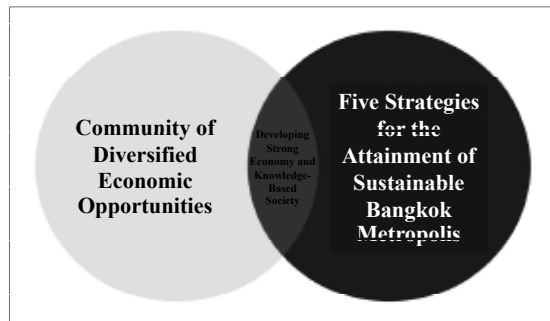 Community of
Diversified
Economic
Opportunities
Developing
Strong
Economy and
Knowledge-
Based
Society
Five Strategies
for the
Attainment of
Sustainable
Bangkok
Metropolis